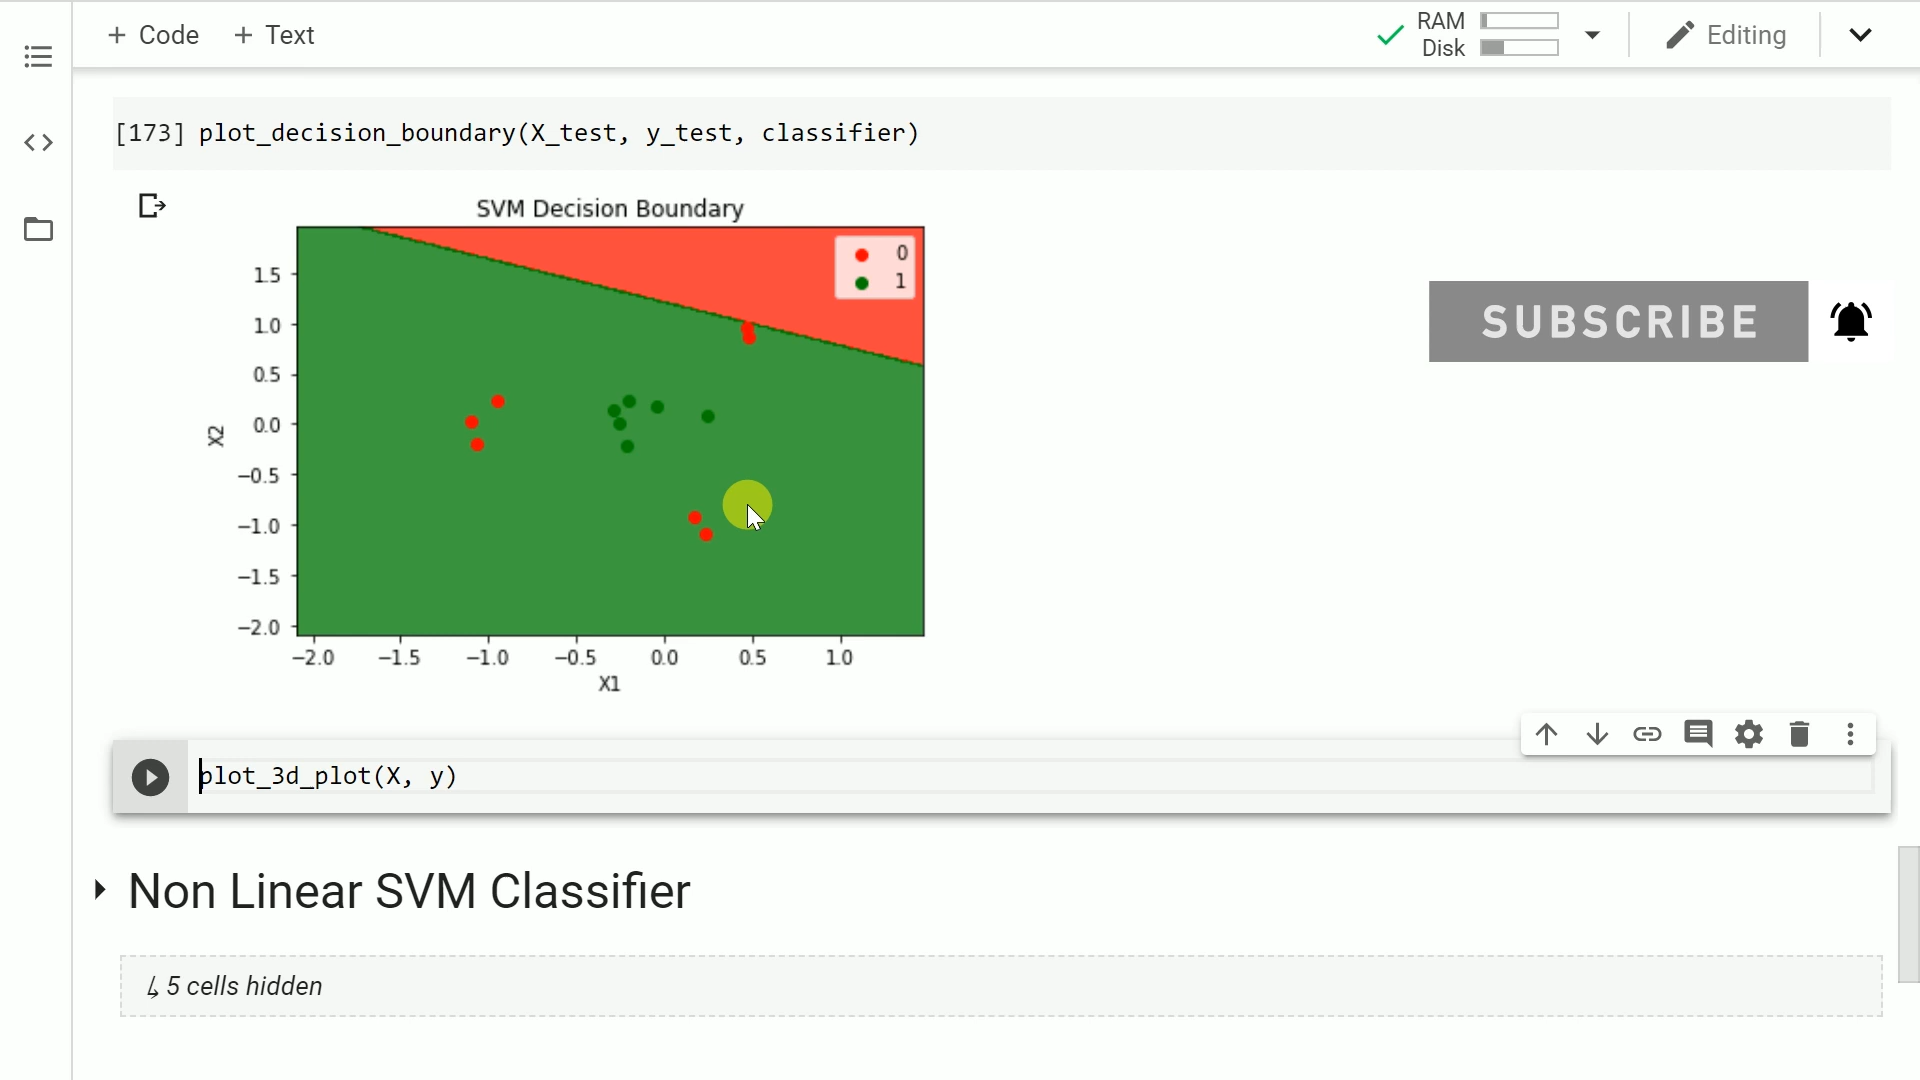 + Code + Text
RAM
Disk
Editing
[173] plot_decision_boundary(X_test, y_test, classifier)
SVM Decision Boundary
0
1
1.5
1.0
0.5
0.0
−0.5
−1.0
−1.5
−2.0
X2
−2.0 −1.5 −1.0 −0.5 0.0 0.5 1.0
X1
SUBSCRIBE
plot_3d_plot(X, y)
Non Linear SVM Classifier
↳ 5 cells hidden